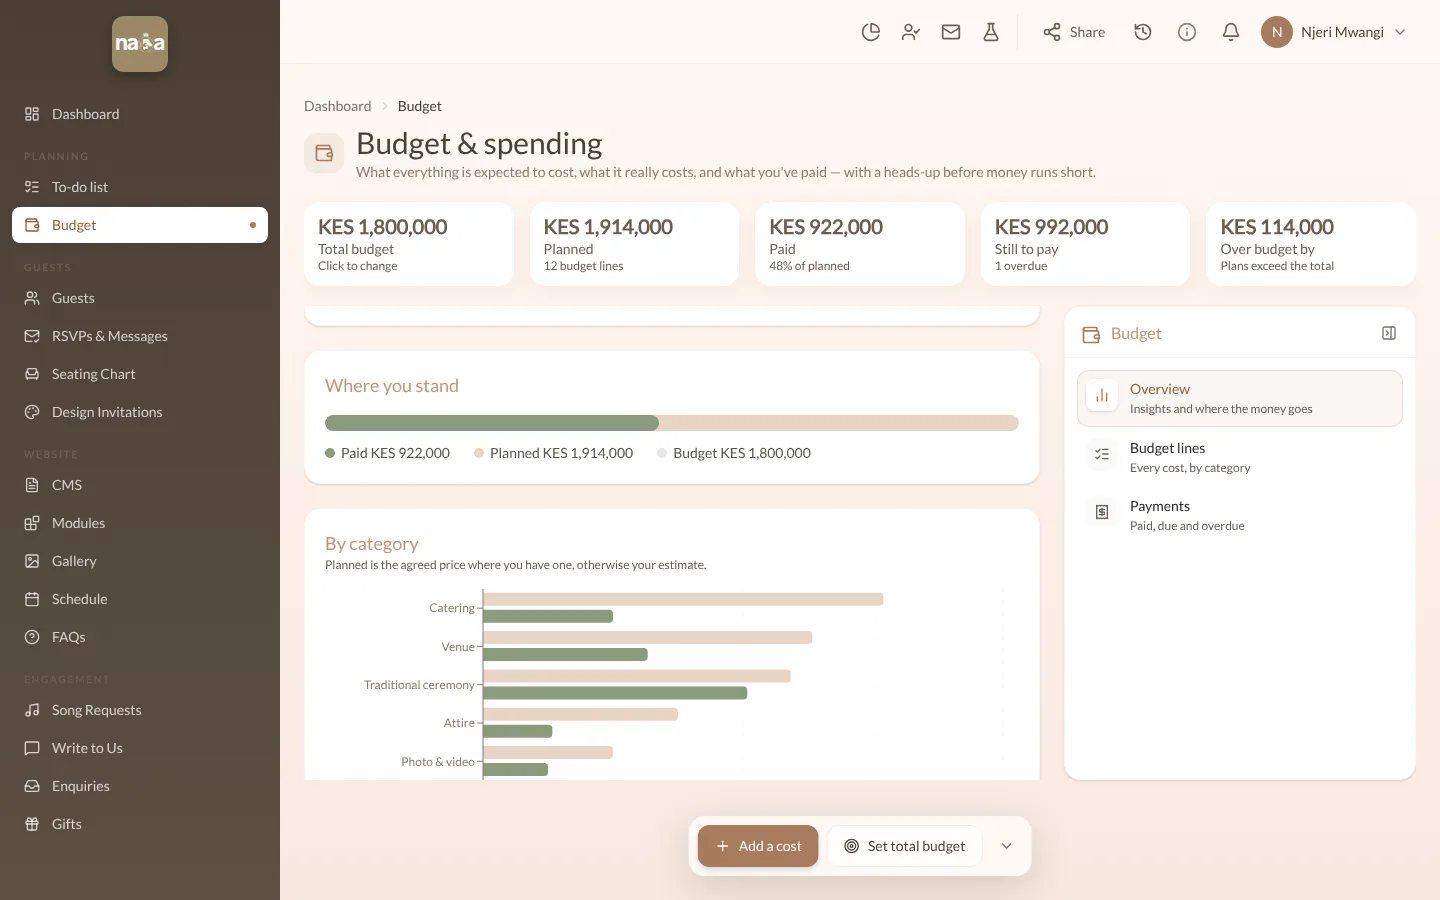 Dashboard
PLANNING
To-do list
Budget
GUESTS
Guests
RSVPs & Messages
Seating Chart
Design Invitations
WEBSITE
CMS
Modules
Gallery
Schedule
FAQs
ENGAGEMENT
Song Requests
Write to Us
Enquiries
Gifts
Share
N
Njeri Mwangi
Dashboard > Budget
Budget & spending
What everything is expected to cost, what it really costs, and what you've paid — with a heads-up before money runs short.
KES 1,800,000
Total budget
Click to change
KES 1,914,000
Planned
12 budget lines
KES 922,000
Paid
48% of planned
KES 992,000
Still to pay
1 overdue
KES 114,000
Over budget by
Plans exceed the total
Where you stand
Paid KES 922,000
Planned KES 1,914,000
Budget KES 1,800,000
By category
Planned is the agreed price where you have one, otherwise your estimate.
Catering
Venue
Traditional ceremony
Attire
Photo & video
Budget
Overview
Insights and where the money goes
Budget lines
Every cost, by category
Payments
Paid, due and overdue
Add a cost
Set total budget